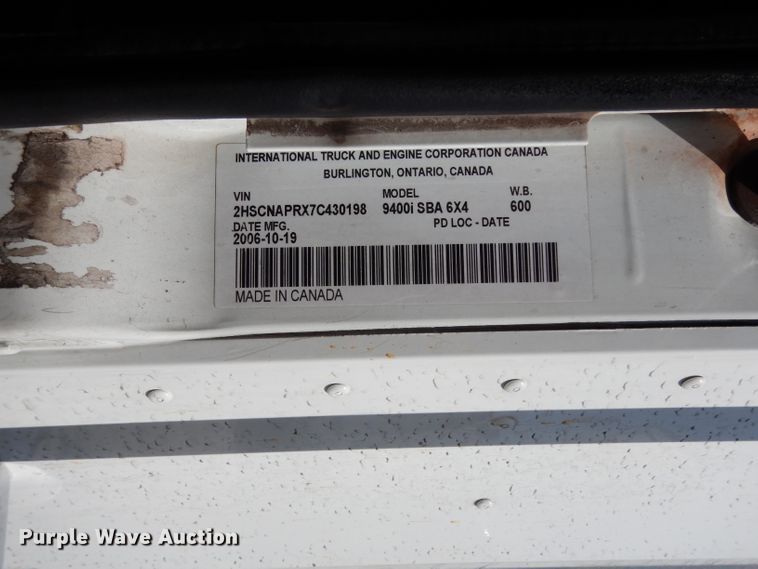 INTERNATIONAL TRUCK AND ENGINE CORPORATION CANADA
BURLINGTON, ONTARIO, CANADA
VIN MODEL W.B.
2HSCNAPRX7C430198 9400i SBA 6X4 600
DATE MFG. PD LOC - DATE
2006-10-19
MADE IN CANADA
Purple Wave Auction